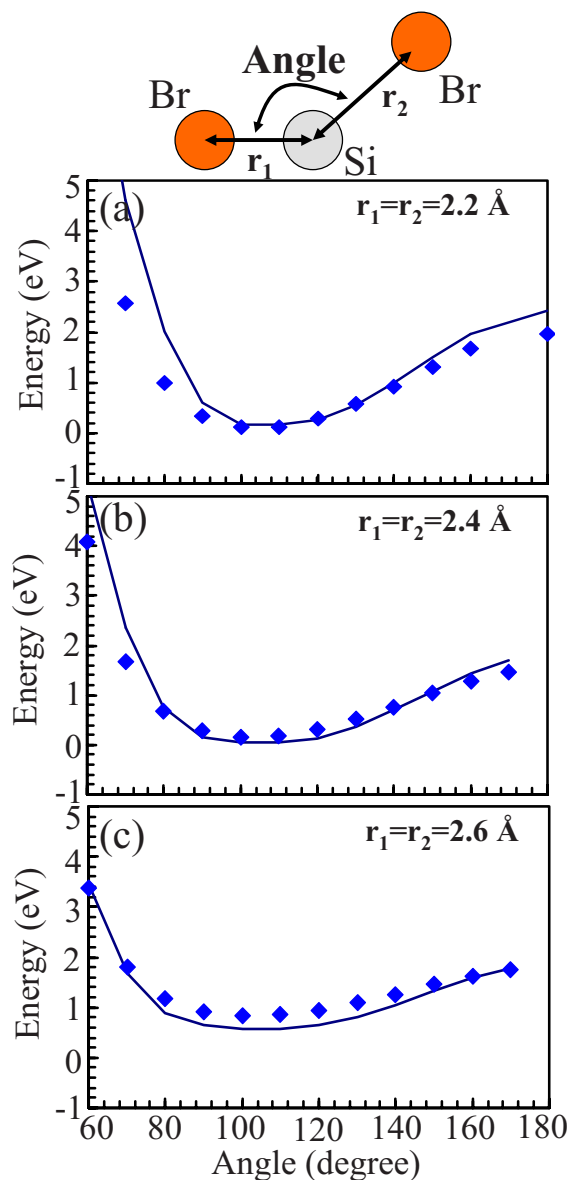 Angle
Br
Br
r2
r1
Si
(a)
r1=r2=2.2 Å
5
4
3
2
1
0
-1
Energy (eV)
(b)
r1=r2=2.4 Å
5
4
3
2
1
0
-1
Energy (eV)
(c)
r1=r2=2.6 Å
5
4
3
2
1
0
-1
Energy (eV)
60 80 100 120 140 160 180
Angle (degree)